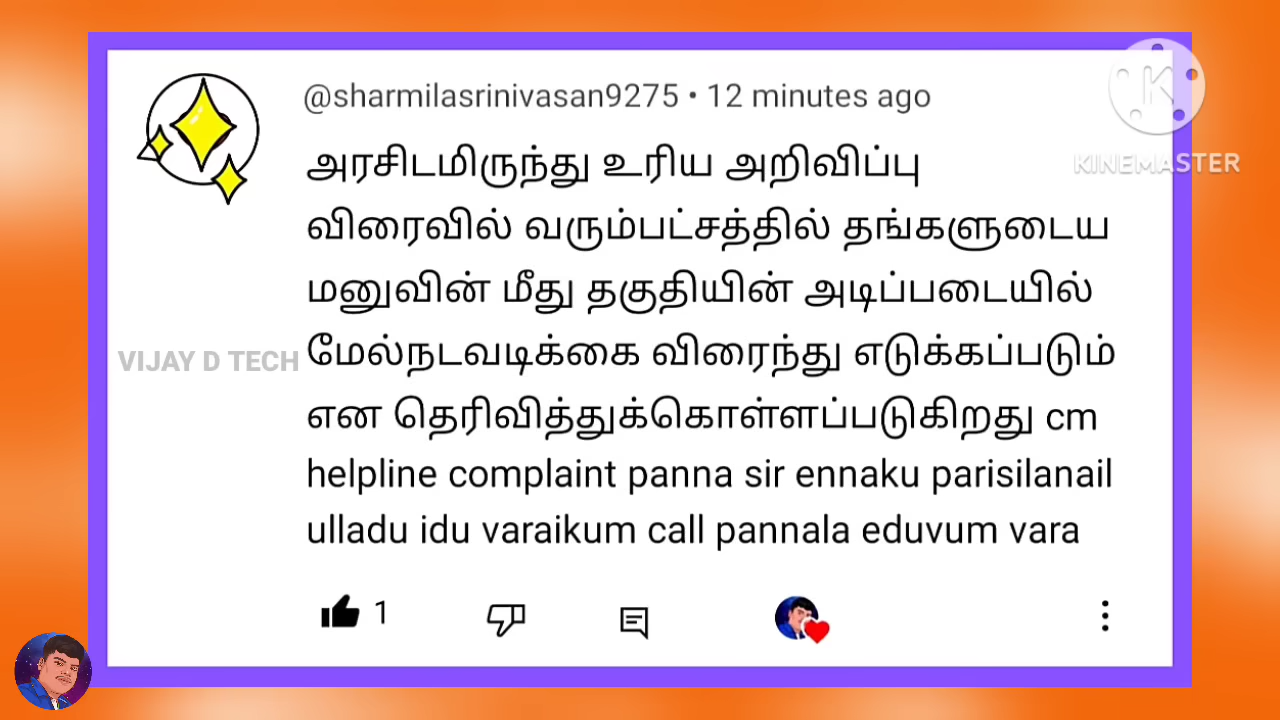 @sharmilasrinivasan9275 • 12 minutes ago
அரசிடமிருந்து உரிய அறிவிப்பு
விரைவில் வரும்பட்சத்தில் தங்களுடைய
மனுவின் மீது தகுதியின் அடிப்படையில்
மேல்நடவடிக்கை விரைந்து எடுக்கப்படும்
என தெரிவித்துக்கொள்ளப்படுகிறது cm
helpline complaint panna sir ennaku parisilanail
ulladu idu varaikum call pannala eduvum vara
1
VIJAY D TECH
K
KINEMASTER